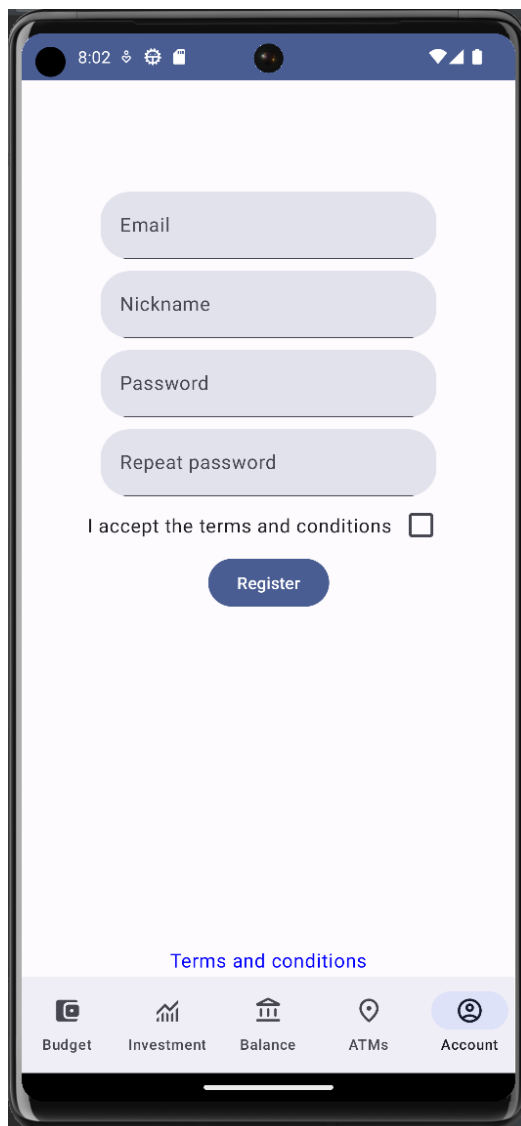 8:02
Email
Nickname
Password
Repeat password
I accept the terms and conditions
Register
Terms and conditions
Budget Investment Balance ATMs Account